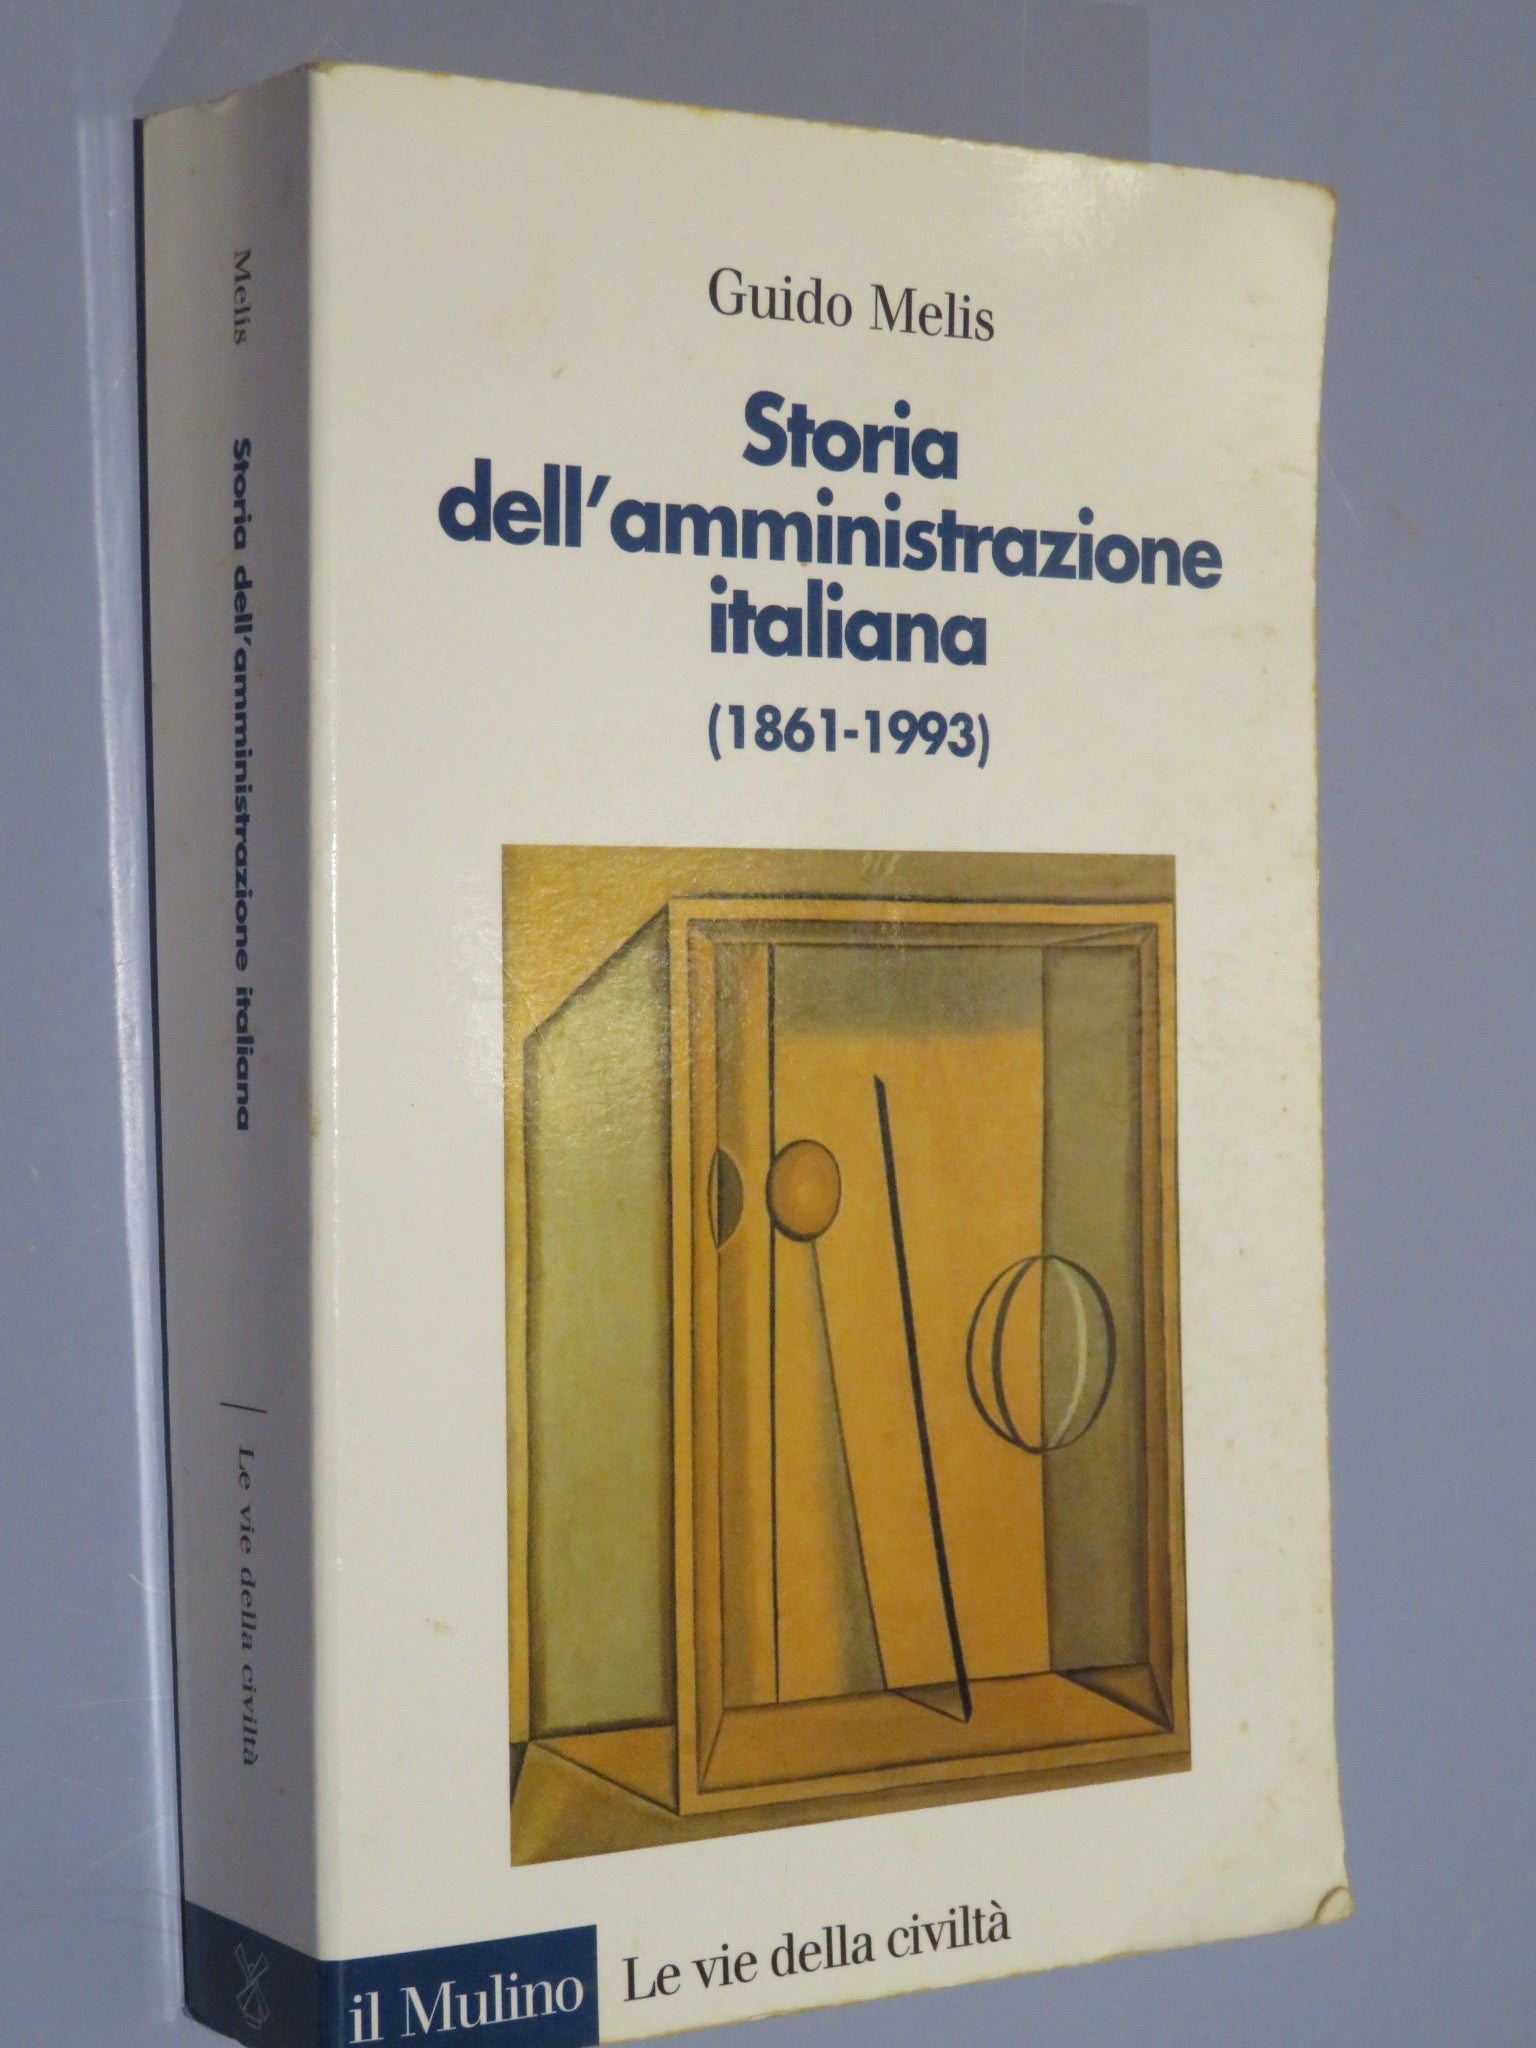 Guido Melis
Storia
dell'amministrazione
italiana
(1861-1993)
il Mulino
Le vie della civiltà
Melis Storia dell'amministrazione italiana / Le vie della civiltà